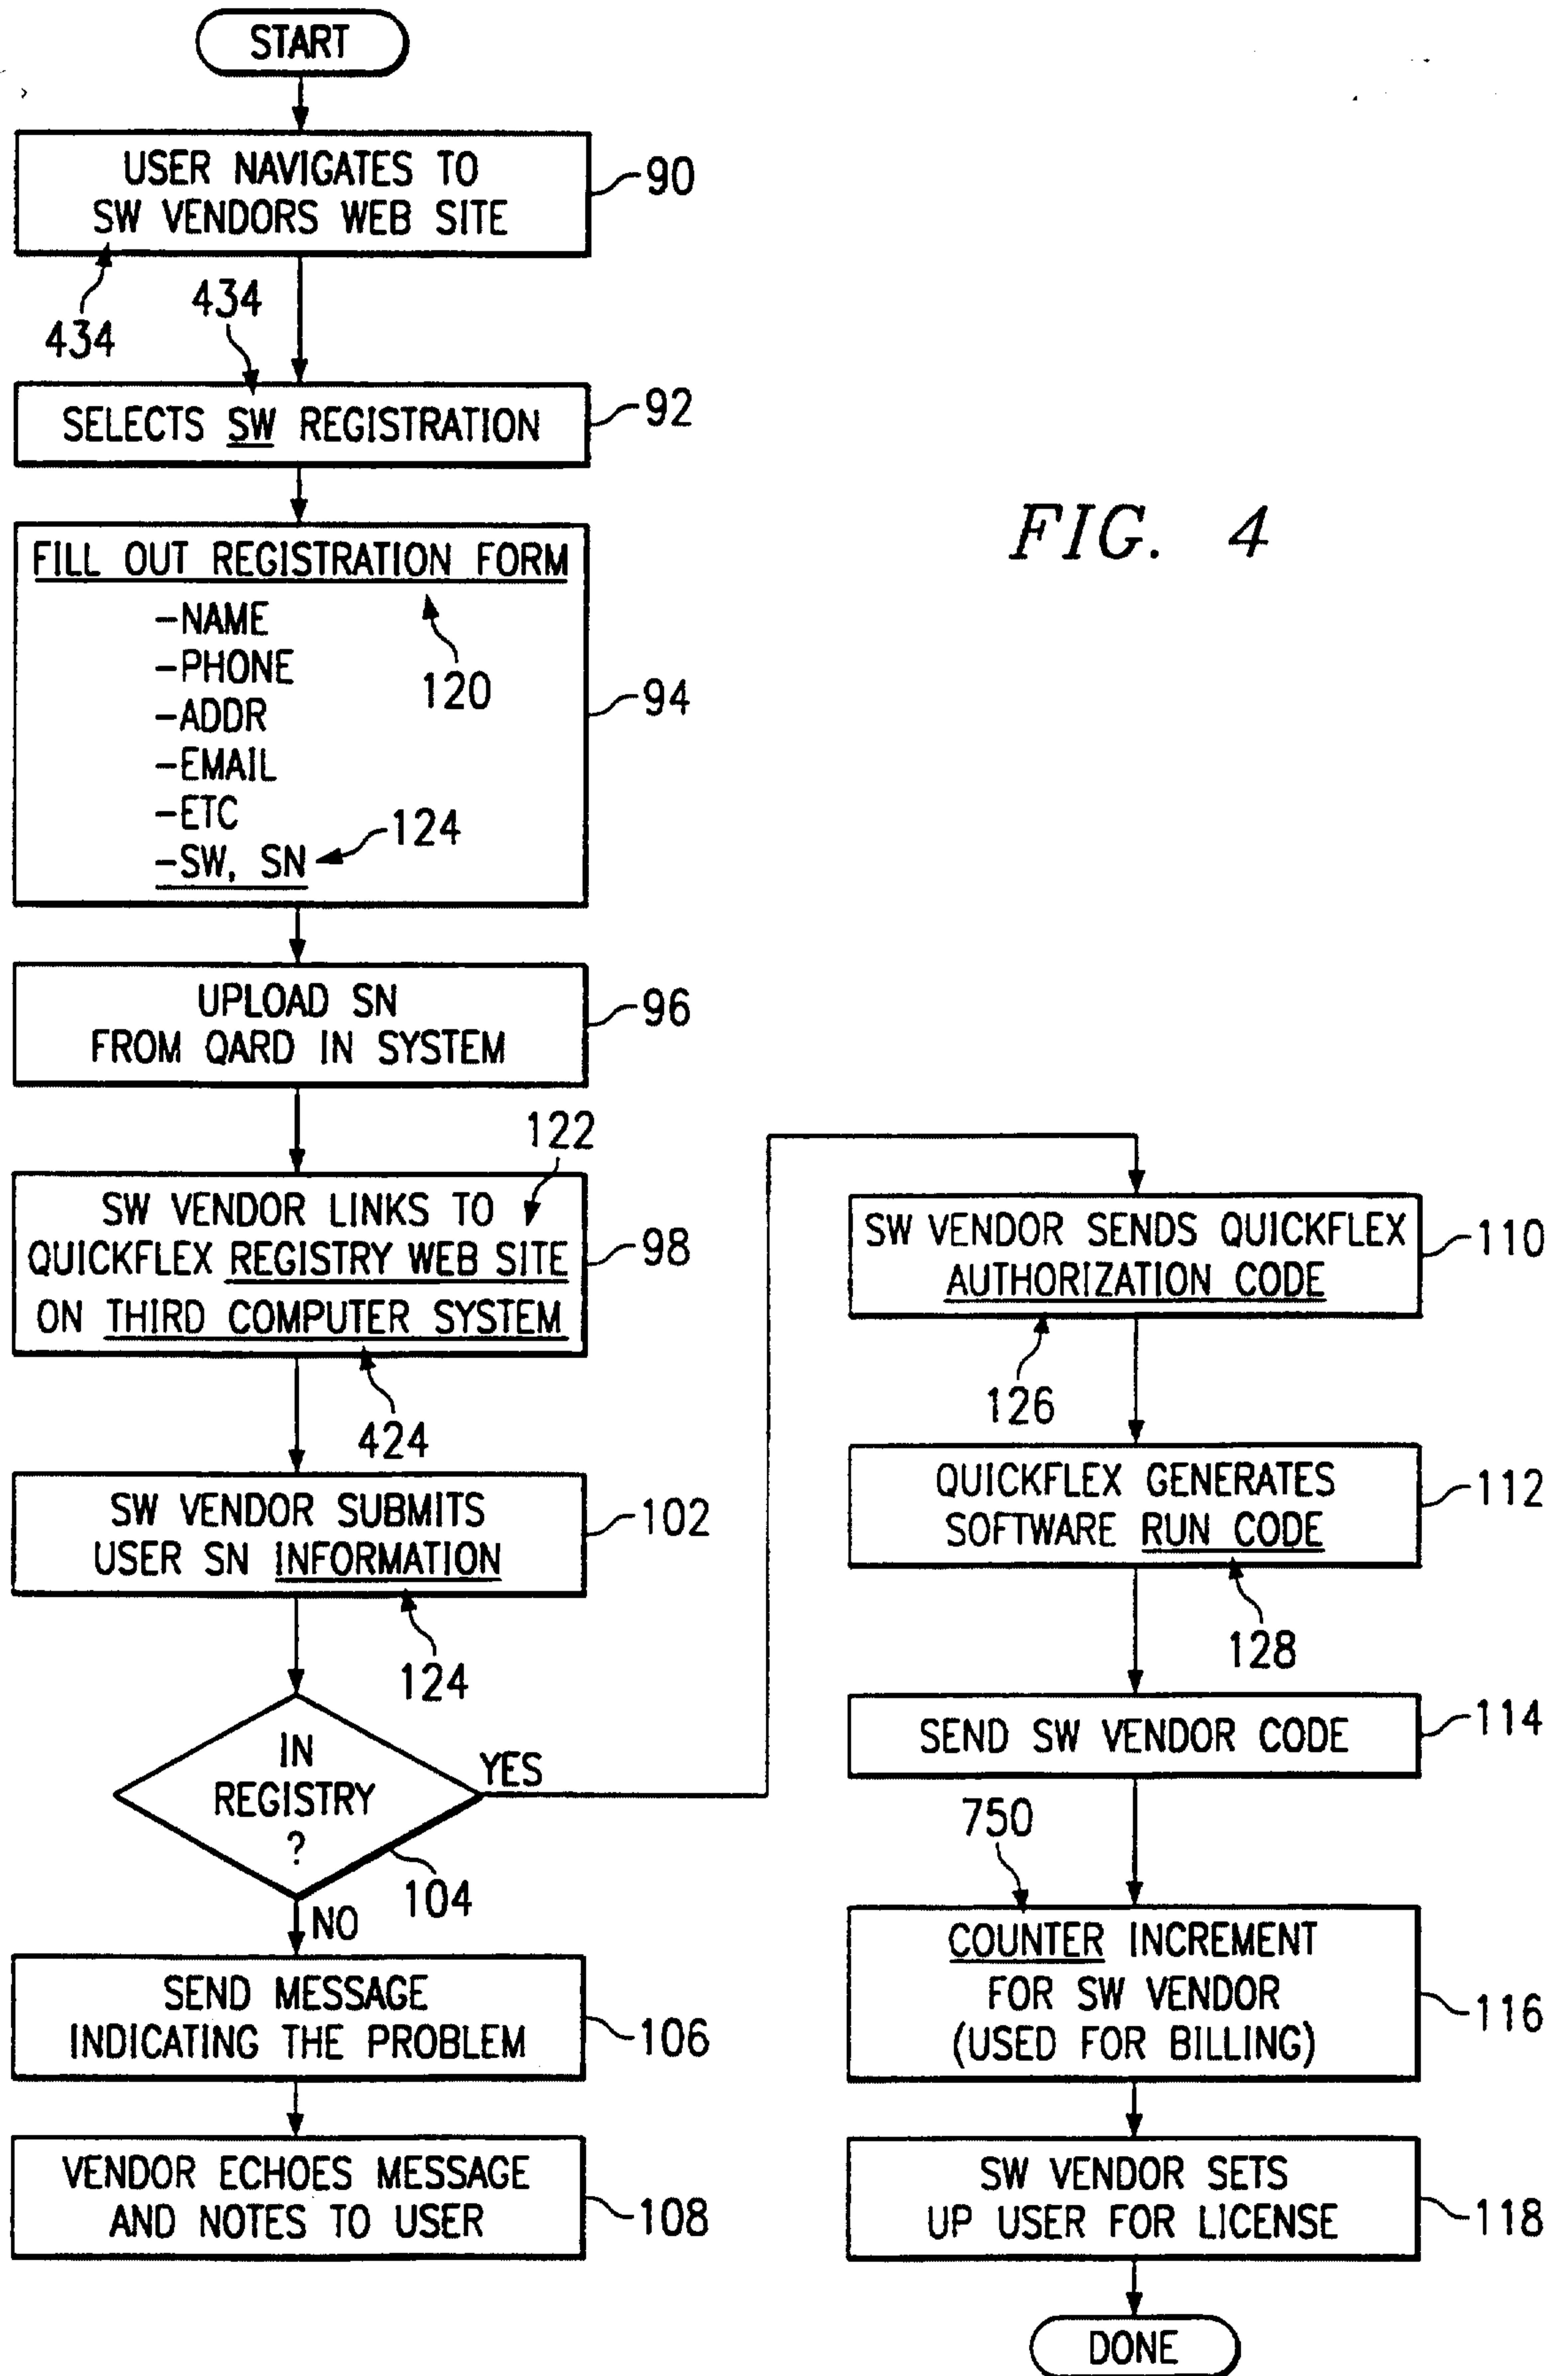 START
USER NAVIGATES TO
SW VENDORS WEB SITE
90
434
434
SELECTS SW REGISTRATION
92
FILL OUT REGISTRATION FORM
-NAME
-PHONE
-ADDR
-EMAIL
-ETC
-SW, SN
120
124
94
UPLOAD SN
FROM QARD IN SYSTEM
96
122
SW VENDOR LINKS TO
QUICKFLEX REGISTRY WEB SITE
ON THIRD COMPUTER SYSTEM
98
424
SW VENDOR SUBMITS
USER SN INFORMATION
102
124
IN
REGISTRY
?
YES
104
NO
SEND MESSAGE
INDICATING THE PROBLEM
106
VENDOR ECHOES MESSAGE
AND NOTES TO USER
108
FIG. 4
SW VENDOR SENDS QUICKFLEX
AUTHORIZATION CODE
110
126
QUICKFLEX GENERATES
SOFTWARE RUN CODE
112
128
SEND SW VENDOR CODE
114
750
COUNTER INCREMENT
FOR SW VENDOR
(USED FOR BILLING)
116
SW VENDOR SETS
UP USER FOR LICENSE
118
DONE